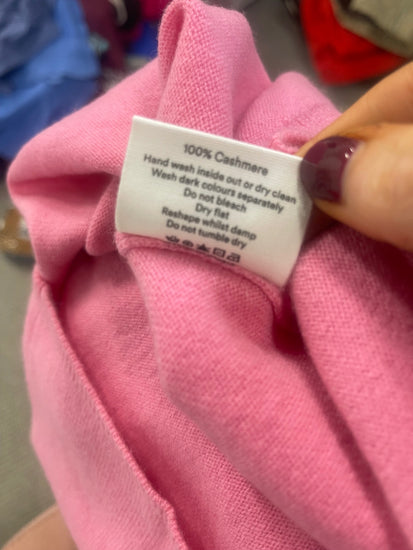 100% Cashmere
Hand wash inside out or dry clean
Wash dark colours separately
Do not bleach
Dry flat
Reshape whilst damp
Do not tumble dry